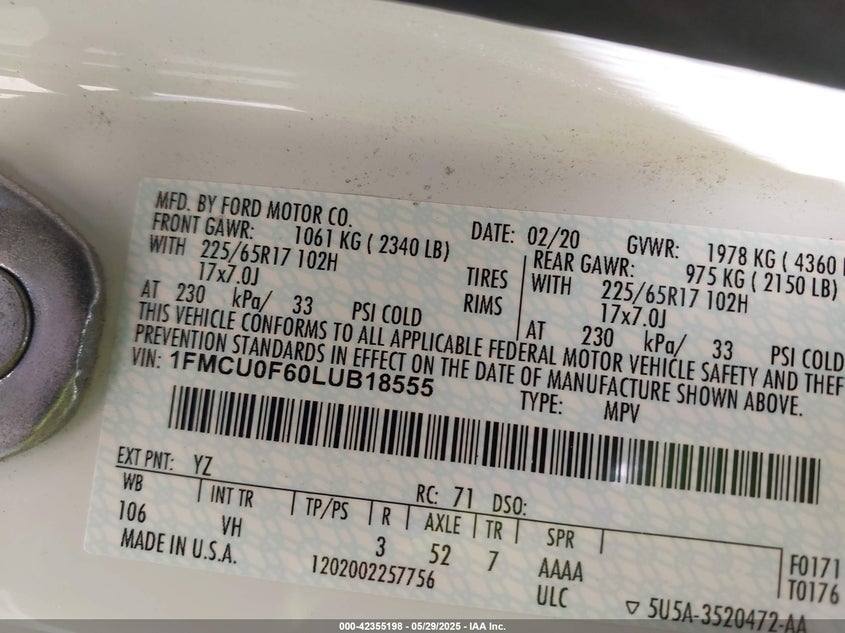 MFD. BY FORD MOTOR CO.
DATE: 02/20 GVWR: 1978 KG ( 4360
FRONT GAWR: 1061 KG ( 2340 LB) REAR GAWR: 975 KG ( 2150 LB)
WITH 225/65R17 102H TIRES WITH 225/65R17 102H
17x7.0J RIMS 17x7.0J
AT 230 kPa/ 33 PSI COLD AT 230 kPa/ 33 PSI COLD
THIS VEHICLE CONFORMS TO ALL APPLICABLE FEDERAL MOTOR VEHICLE SAFETY AND THEF
PREVENTION STANDARDS IN EFFECT ON THE DATE OF MANUFACTURE SHOWN ABOVE.
VIN: 1FMCU0F60LUB18555 TYPE: MPV
EXT PNT: YZ RC: 71 DSO:
WB INT TR TP/PS R AXLE TR SPR
106 VH 3 52 7 AAAA F0171
MADE IN U.S.A. 1202002257756 ULC T0176
5U5A-3520472-AA
000-42355198 - 05/29/2025 - IAA Inc.